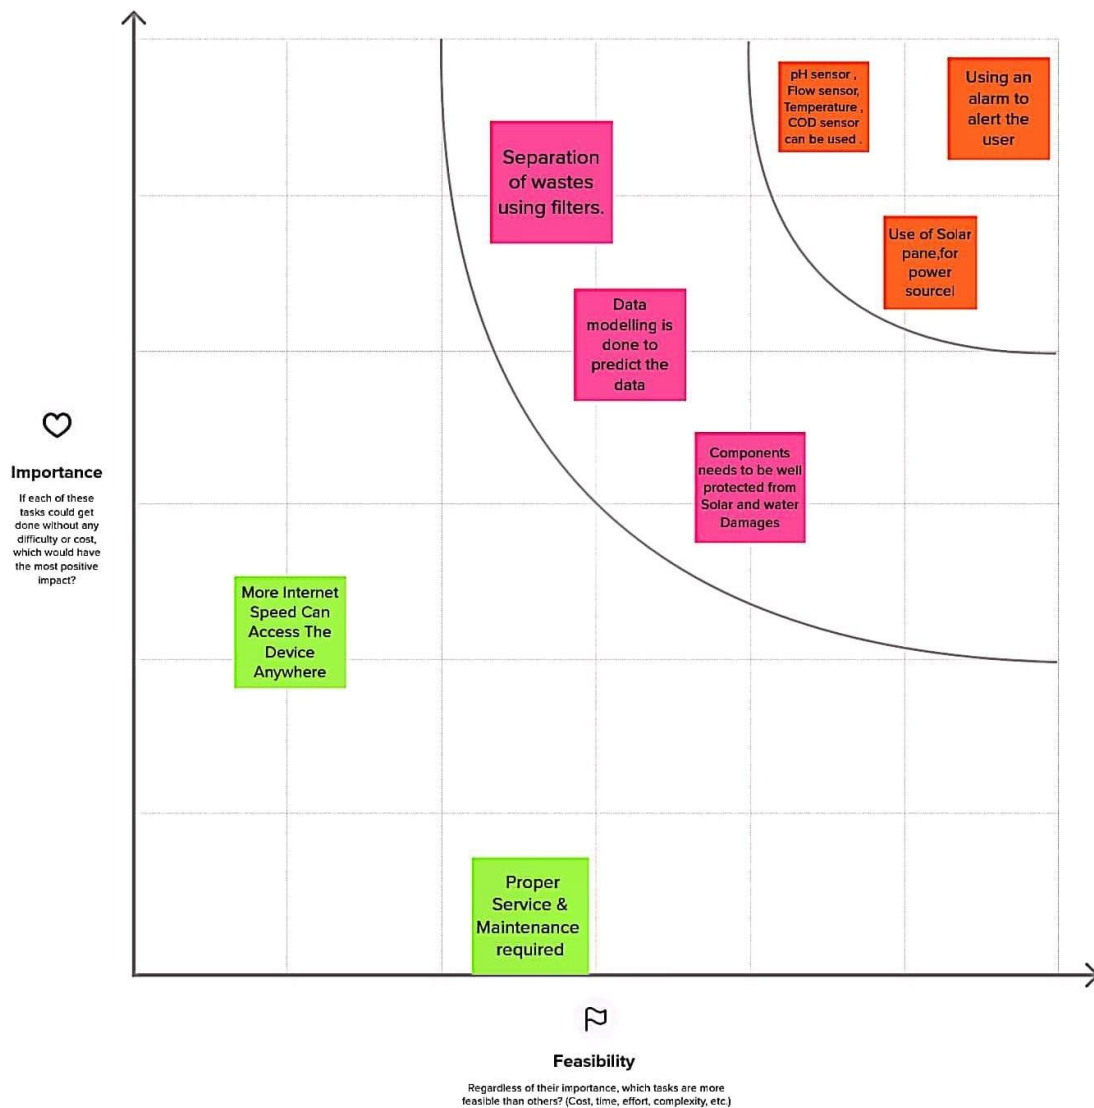 pH sensor ,
Flow sensor,
Temperature ,
COD sensor
can be used .
Using an
alarm to
alert the
user
Separation
of wastes
using filters.
Use of Solar
pane,for
power
source|
Data
modelling is
done to
predict the
data
Components
needs to be well
protected from
Solar and water
Damages
Importance
If each of these
tasks could get
done without any
difficulty or cost,
which would have
the most positive
impact?
More Internet
Speed Can
Access The
Device
Anywhere
Proper
Service &
Maintenance
required
Feasibility
Regardless of their importance, which tasks are more
feasible than others? (Cost, time, effort, complexity, etc.)